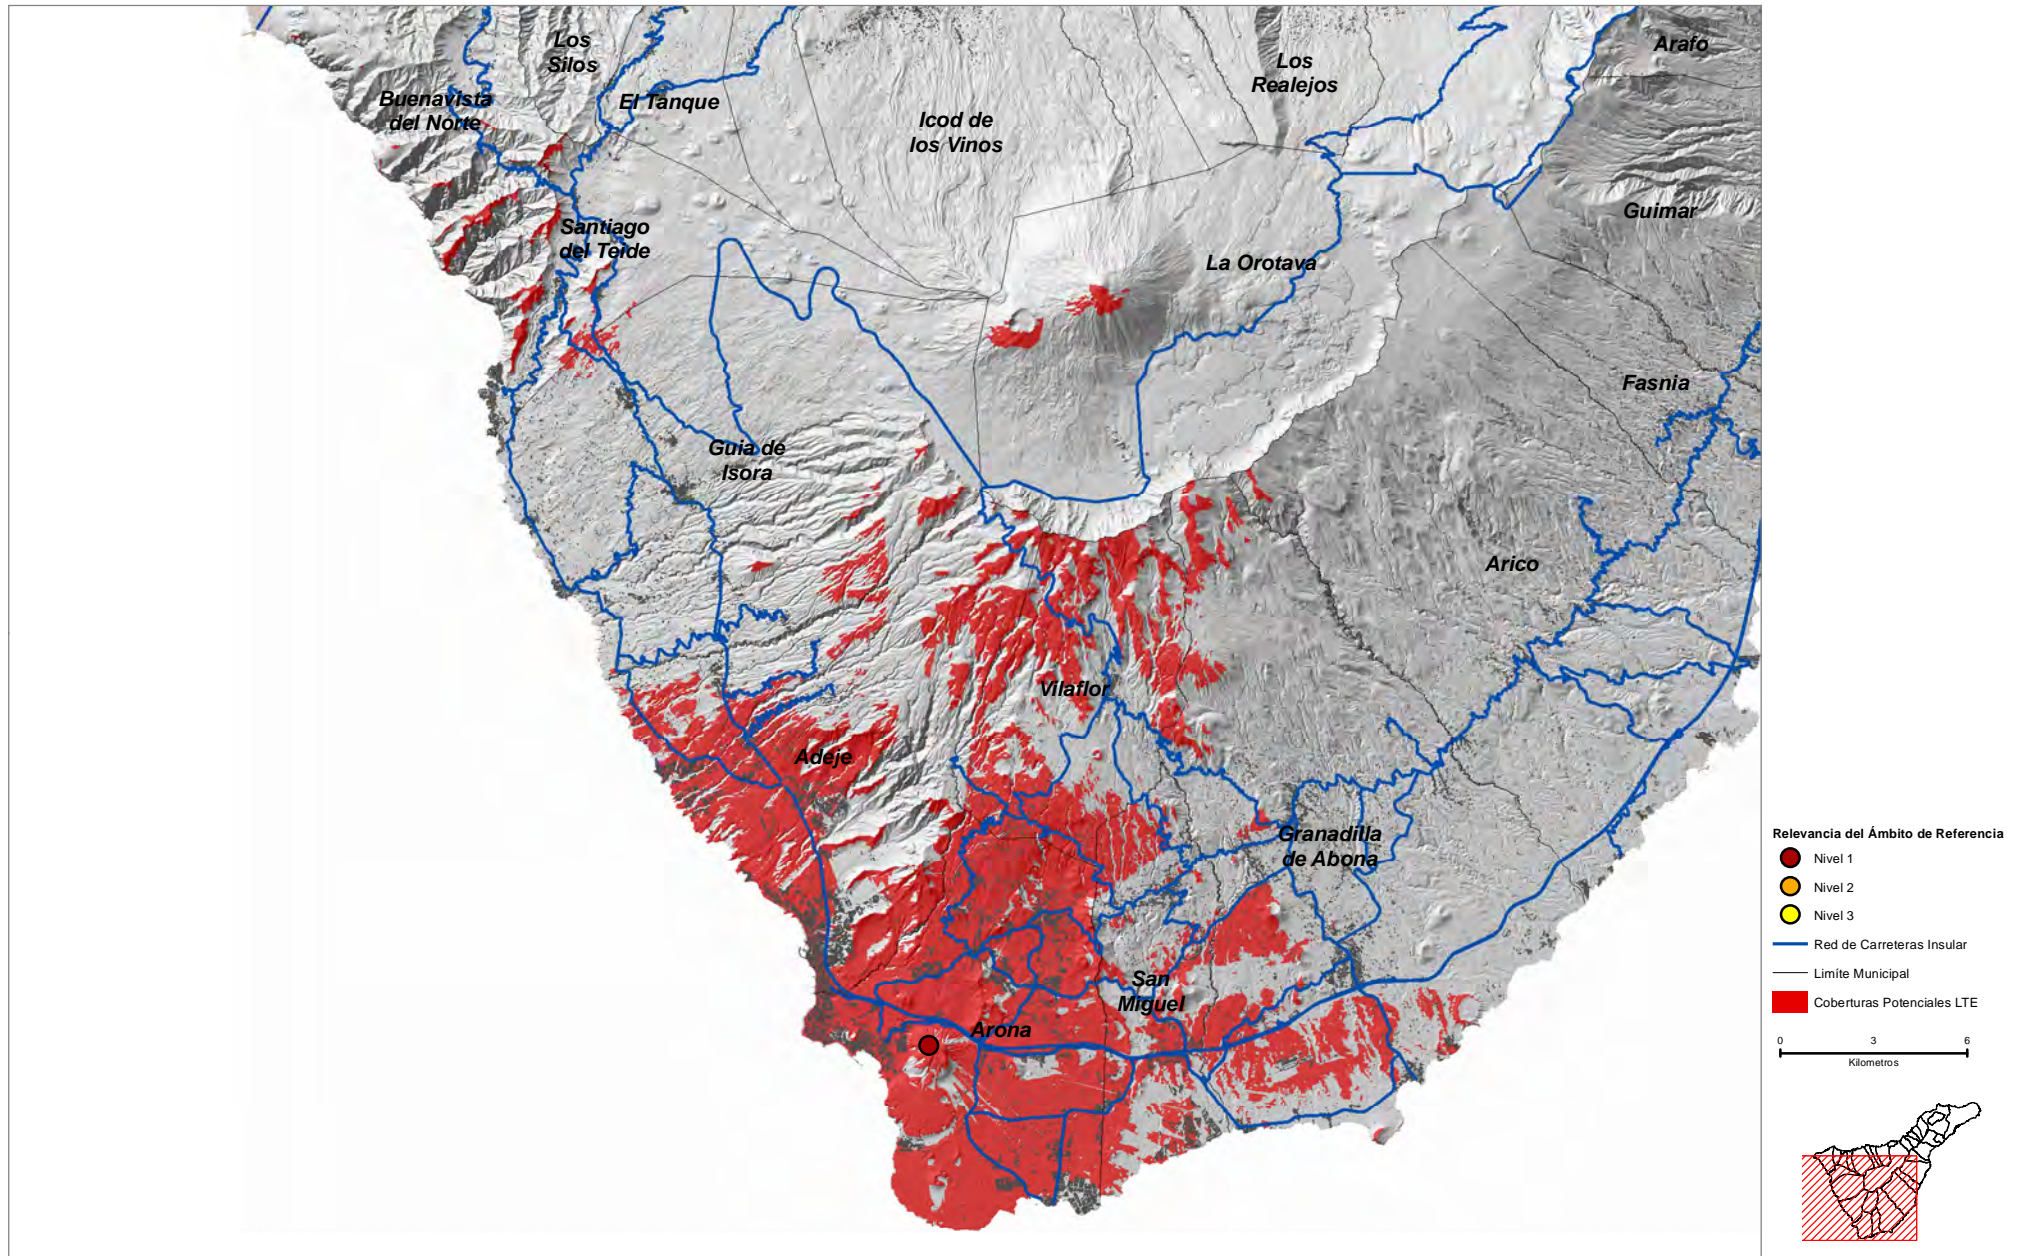 Los
Silos
Arafo
Los
Realejos
Buenavista
del Norte
El Tanque
Icod de
los Vinos
Guimar
Santiago
del Teide
La Orotava
Fasnia
Guia de
Isora
Arico
Vilaflor
Adeje
Granadilla
de Abona
San
Miguel
Arona
Relevancia del Ámbito de Referencia
Nivel 1
Nivel 2
Nivel 3
Red de Carreteras Insular
Limíte Municipal
Coberturas Potenciales LTE
0 3 6
Kilometros